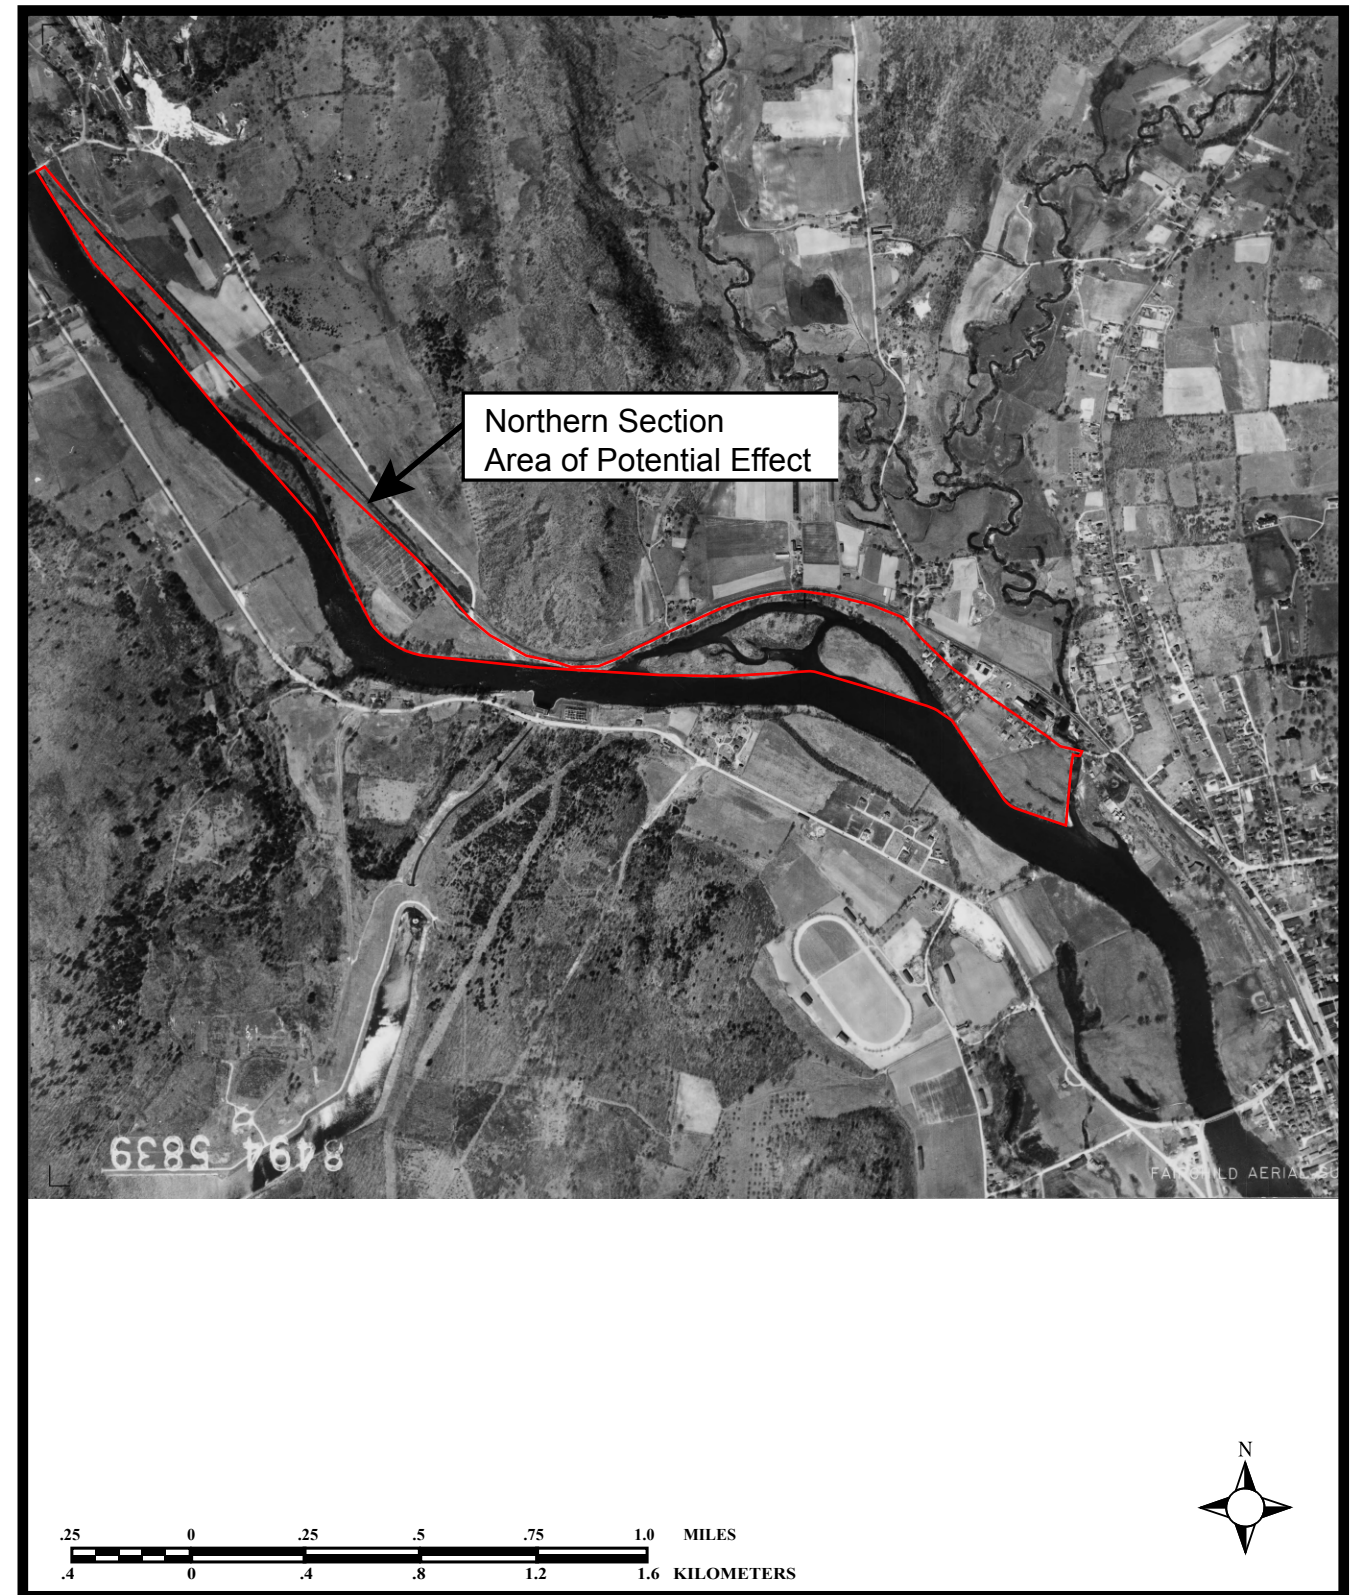 Northern Section
Area of Potential Effect
5839 8494
FAIRCHILD AERIAL SU
N
.25 0 .25 .5 .75 1.0 MILES
.4 0 .4 .8 1.2 1.6 KILOMETERS